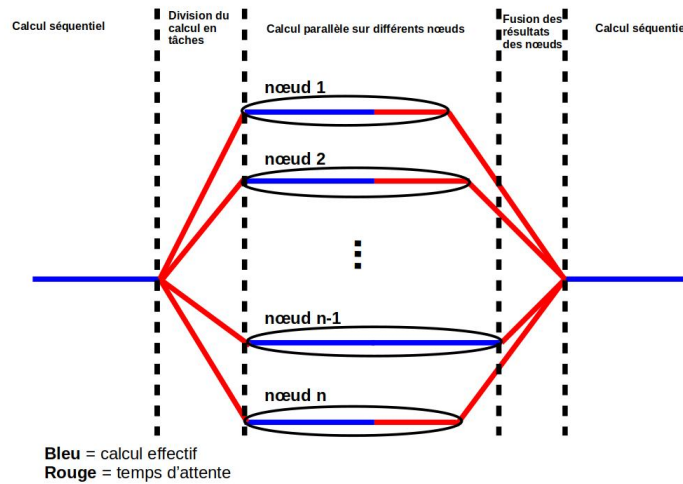 Calcul séquentiel
Division du
calcul en
tâches
Calcul parallèle sur différents nœuds
Fusion des
résultats
des nœuds
Calcul séquentie
nœud 1
nœud 2
...
nœud n-1
nœud n
Bleu = calcul effectif
Rouge = temps d'attente